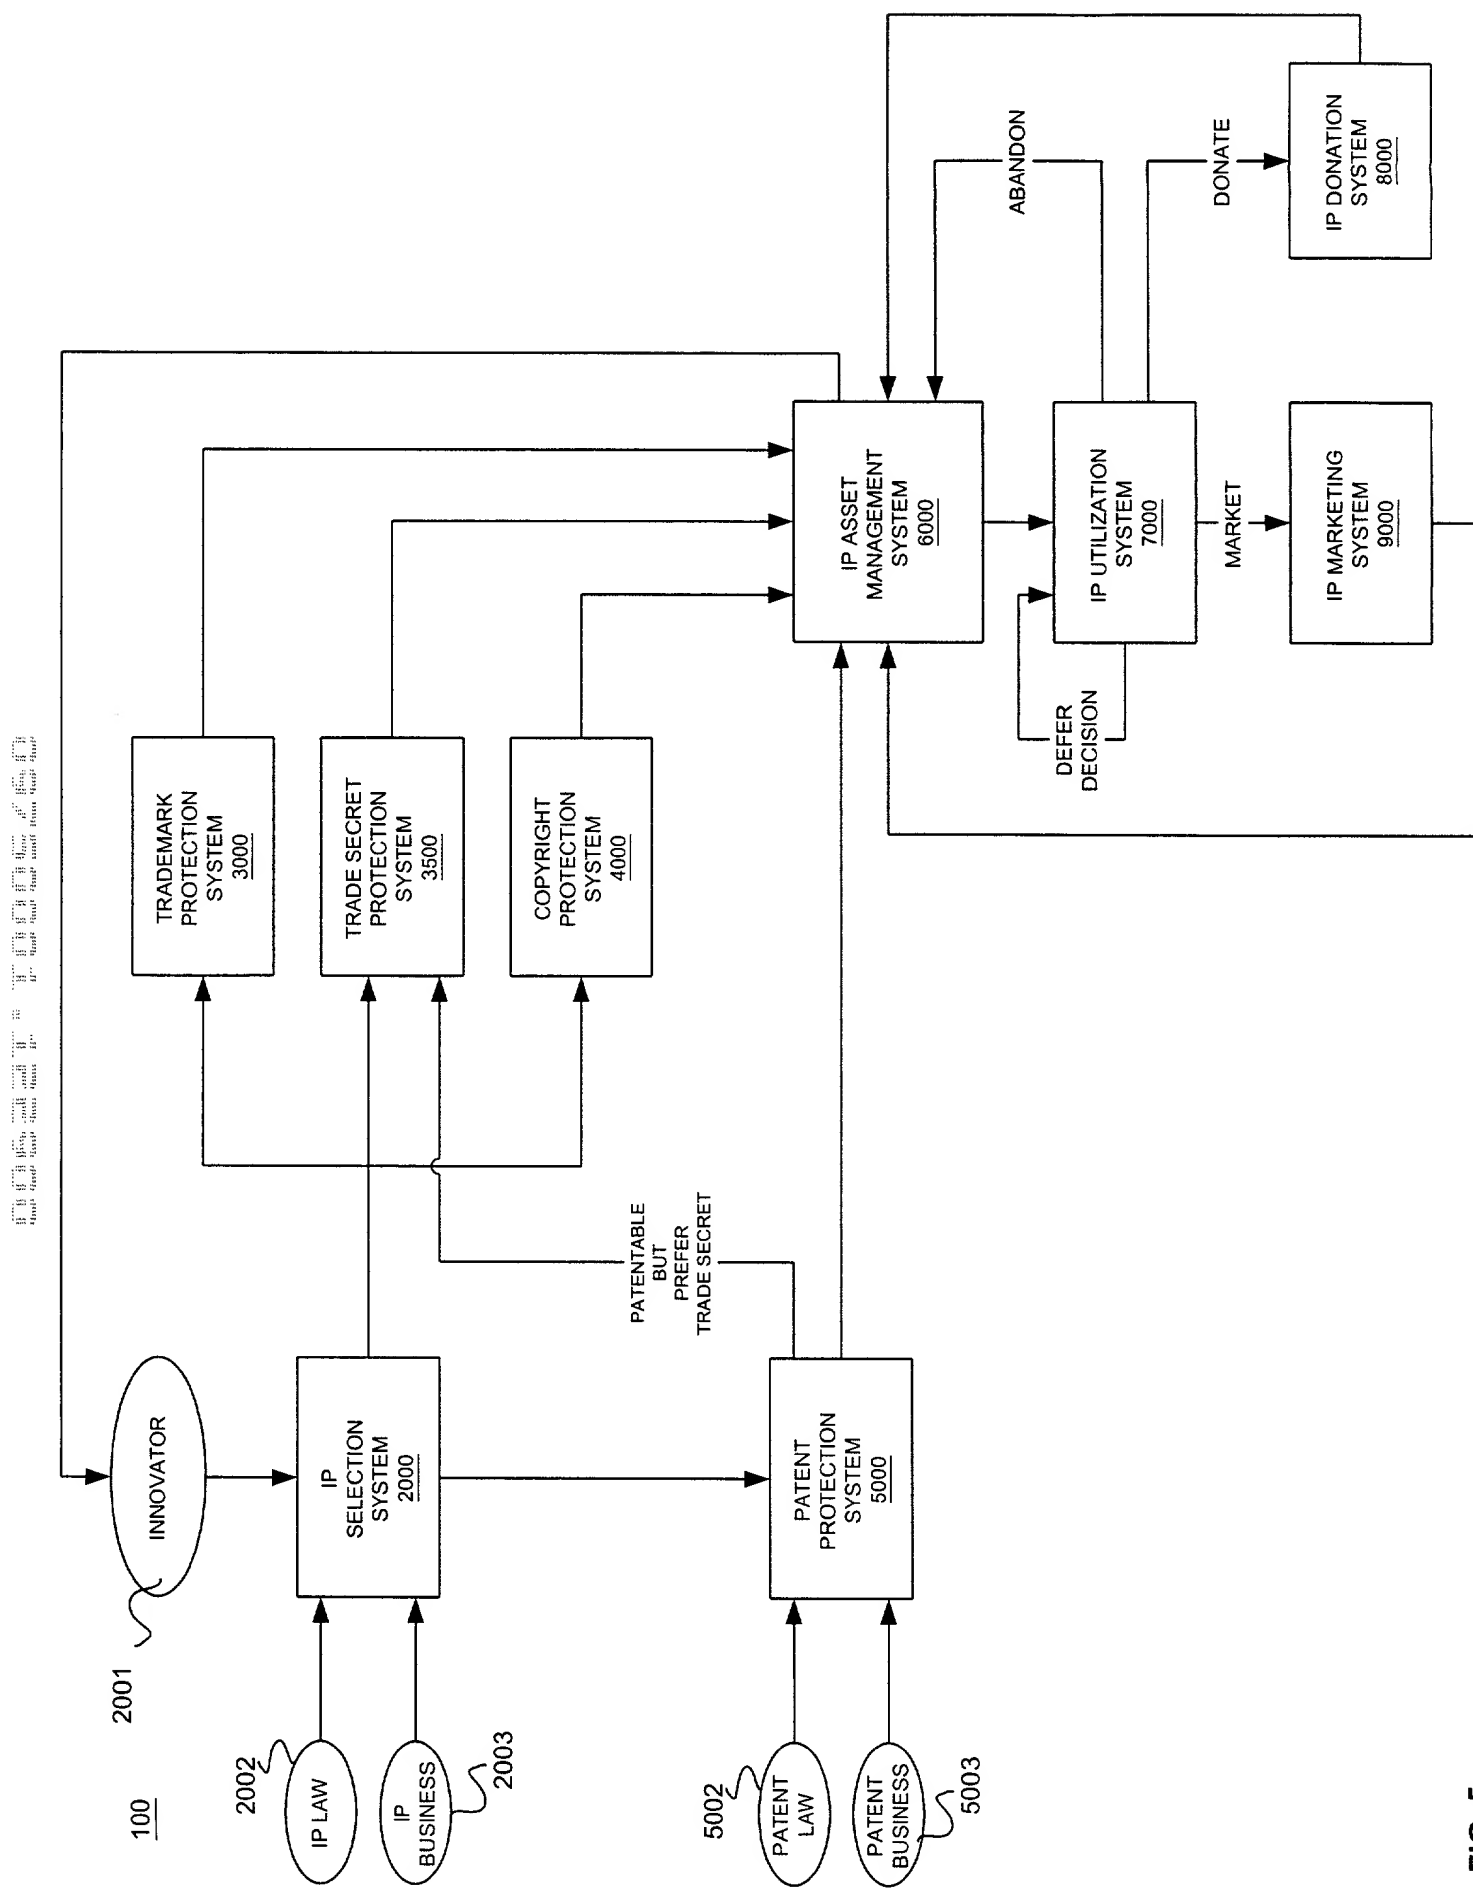 100
2001
INNOVATOR
2002
IP LAW
IP
BUSINESS
2003
IP
SELECTION
SYSTEM
2000
TRADEMARK
PROTECTION
SYSTEM
3000
TRADE SECRET
PROTECTION
SYSTEM
3500
COPYRIGHT
PROTECTION
SYSTEM
4000
PATENTABLE
BUT
PREFER
TRADE SECRET
5002
PATENT
LAW
PATENT
BUSINESS
5003
PATENT
PROTECTION
SYSTEM
5000
IP ASSET
MANAGEMENT
SYSTEM
6000
ABANDON
DEFER
DECISION
IP UTILIZATION
SYSTEM
7000
MARKET
DONATE
IP MARKETING
SYSTEM
9000
IP DONATION
SYSTEM
8000